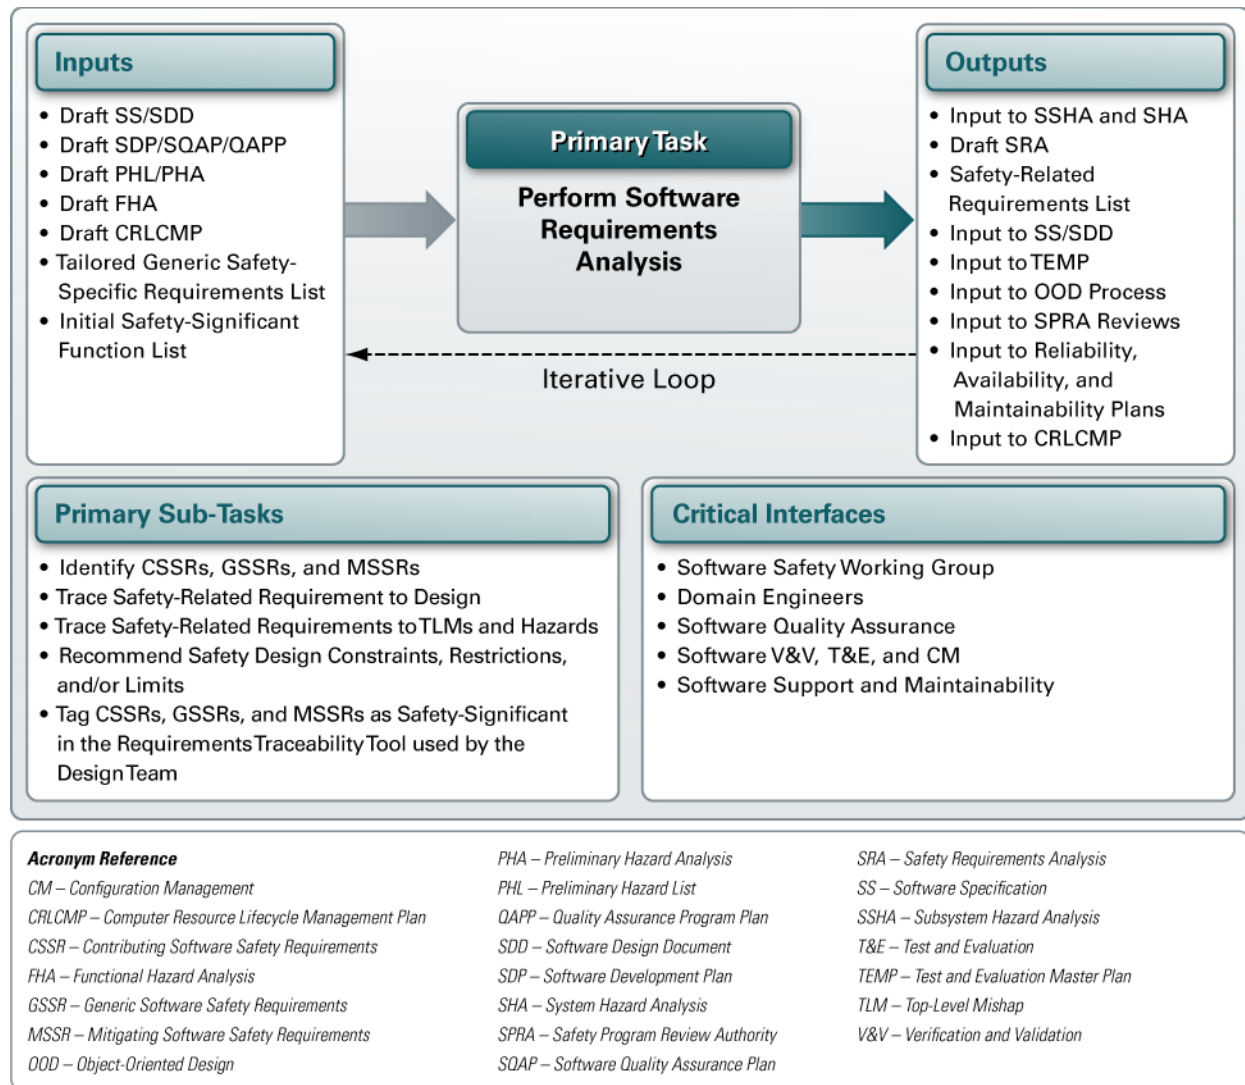 Inputs
• Draft SS/SDD
• Draft SDP/SQAP/QAPP
• Draft PHL/PHA
• Draft FHA
• Draft CRLCMP
• Tailored Generic Safety-
Specific Requirements List
• Initial Safety-Significant
Function List
Primary Task
Perform Software
Requirements
Analysis
Iterative Loop
Outputs
• Input to SSHA and SHA
• Draft SRA
• Safety-Related
Requirements List
• Input to SS/SDD
• Input to TEMP
• Input to OOD Process
• Input to SPRA Reviews
• Input to Reliability,
Availability, and
Maintainability Plans
• Input to CRLCMP
Primary Sub-Tasks
• Identify CSSRs, GSSRs, and MSSRs
• Trace Safety-Related Requirement to Design
• Trace Safety-Related Requirements to TLMs and Hazards
• Recommend Safety Design Constraints, Restrictions,
and/or Limits
• Tag CSSRs, GSSRs, and MSSRs as Safety-Significant
in the Requirements Traceability Tool used by the
Design Team
Critical Interfaces
• Software Safety Working Group
• Domain Engineers
• Software Quality Assurance
• Software V&V, T&E, and CM
• Software Support and Maintainability
Acronym Reference
CM – Configuration Management
CRLCMP – Computer Resource Lifecycle Management Plan
CSSR – Contributing Software Safety Requirements
FHA – Functional Hazard Analysis
GSSR – Generic Software Safety Requirements
MSSR – Mitigating Software Safety Requirements
OOD – Object-Oriented Design
PHA – Preliminary Hazard Analysis
PHL – Preliminary Hazard List
QAPP – Quality Assurance Program Plan
SDD – Software Design Document
SDP – Software Development Plan
SHA – System Hazard Analysis
SPRA – Safety Program Review Authority
SQAP – Software Quality Assurance Plan
SRA – Safety Requirements Analysis
SS – Software Specification
SSHA – Subsystem Hazard Analysis
T&E – Test and Evaluation
TEMP – Test and Evaluation Master Plan
TLM – Top-Level Mishap
V&V – Verification and Validation